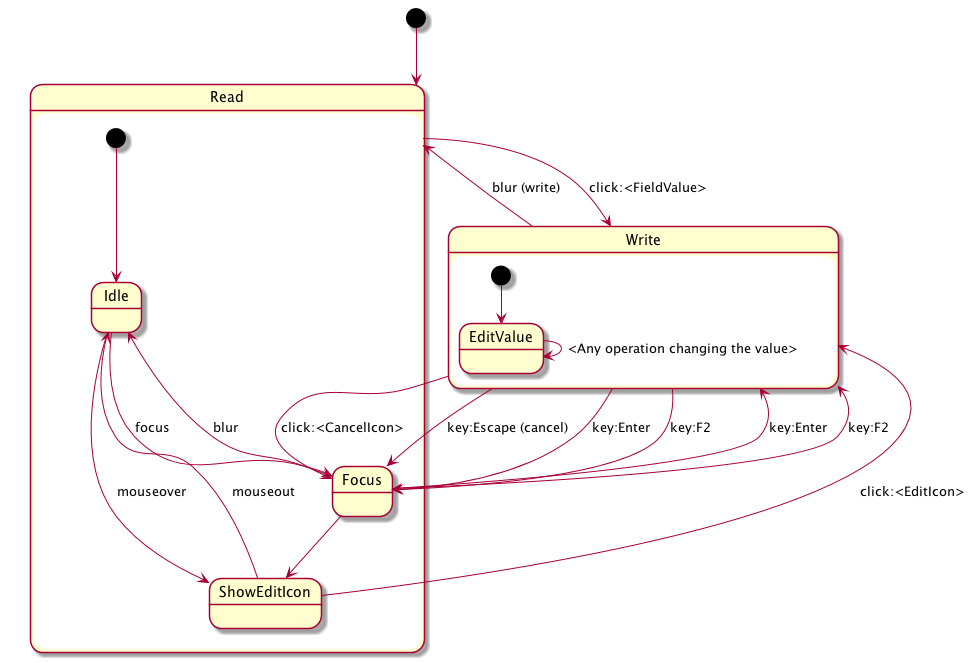 Read
blur (write)
click:<FieldValue>
Write
Idle
EditValue
<Any operation changing the value>
focus
blur
click:<CancelIcon>
key:Escape (cancel)
key:Enter
key:F2
key:Enter
key:F2
Focus
mouseover
mouseout
click:<EditIcon>
ShowEditIcon